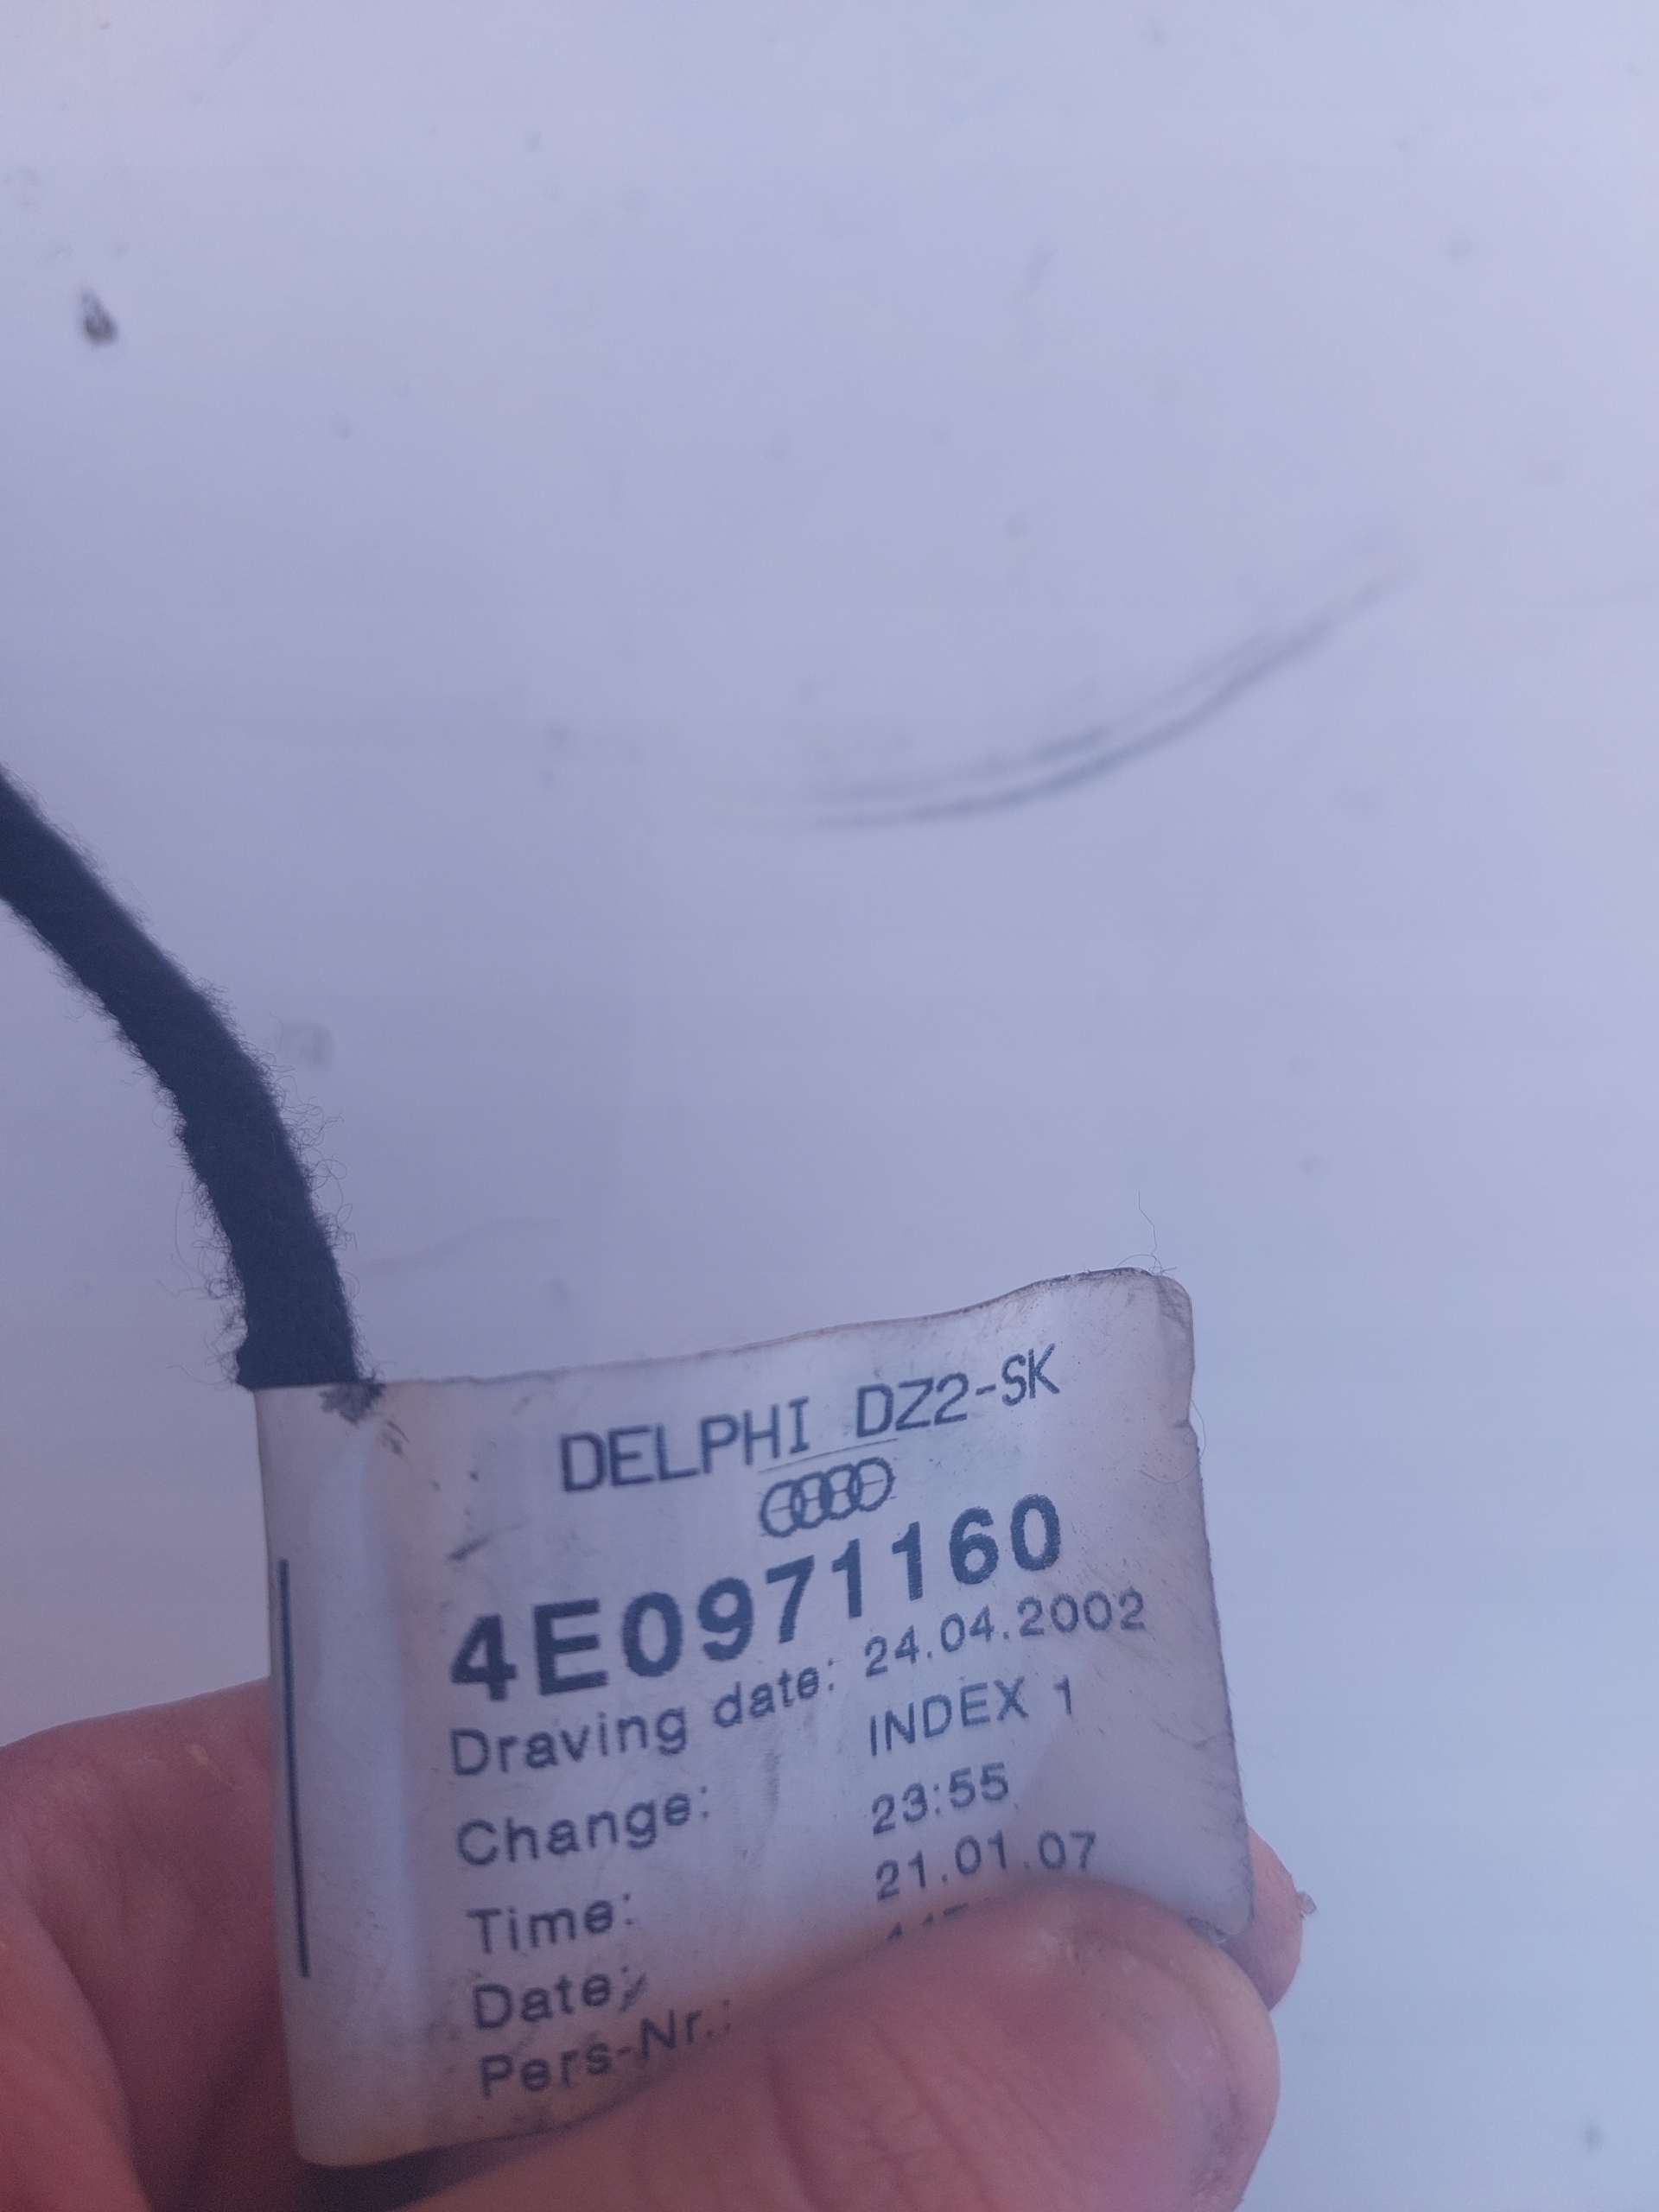 DELPHI DZ2-SK
4E0971160
Draving date: 24.04.2002
Change: INDEX 1
Time: 23:55
Date: 21.01.07
Pers-Nr.: